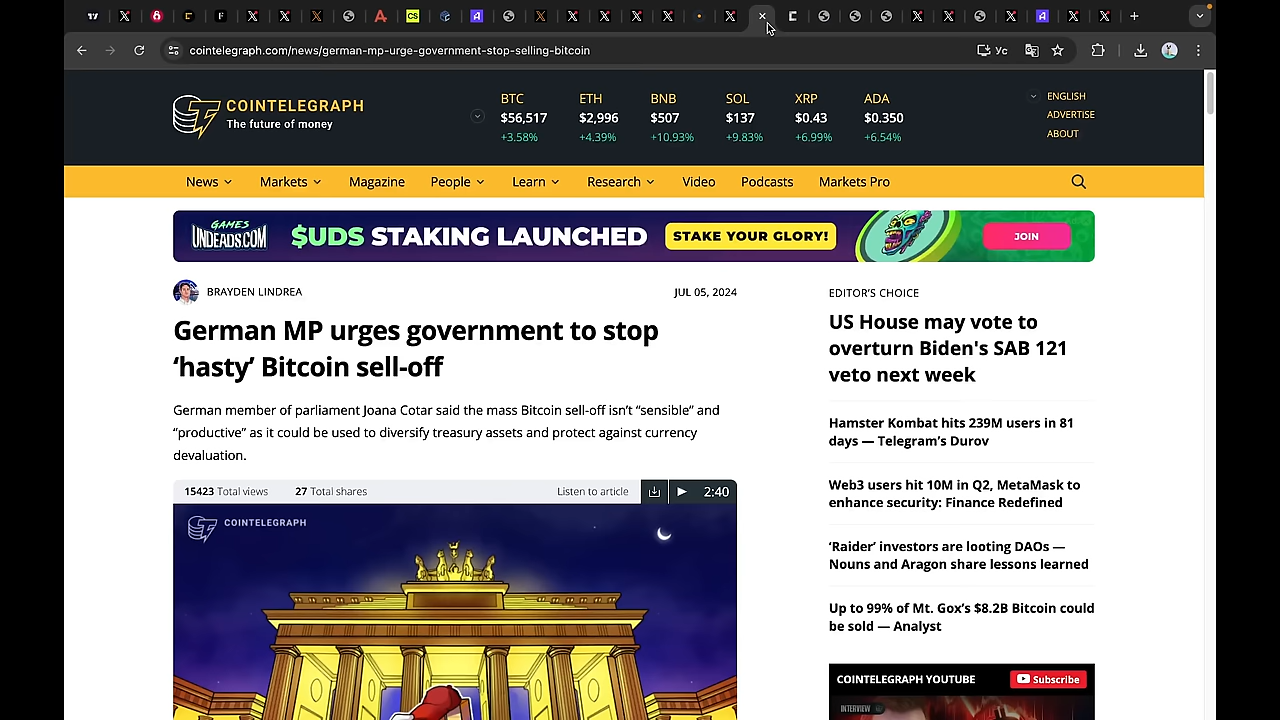 cointelegraph.com/news/german-mp-urge-government-stop-selling-bitcoin
Ус
CS
COINTELEGRAPH
The future of money
BTC ETH BNB SOL XRP ADA
$56,517 $2,996 $507 $137 $0.43 $0.350
+3.58% +4.39% +10.93% +9.83% +6.99% +6.54%
ENGLISH
ADVERTISE
ABOUT
News Markets Magazine People Learn Research Video Podcasts Markets Pro
GAMES
UNDEADS.COM
$UDS STAKING LAUNCHED
STAKE YOUR GLORY!
JOIN
BRAYDEN LINDREA
JUL 05, 2024
German MP urges government to stop
‘hasty’ Bitcoin sell-off
German member of parliament Joana Cotar said the mass Bitcoin sell-off isn’t “sensible” and
“productive” as it could be used to diversify treasury assets and protect against currency
devaluation.
15423 Total views 27 Total shares Listen to article 2:40
COINTELEGRAPH
EDITOR’S CHOICE
US House may vote to
overturn Biden's SAB 121
veto next week
Hamster Kombat hits 239M users in 81
days — Telegram’s Durov
Web3 users hit 10M in Q2, MetaMask to
enhance security: Finance Redefined
‘Raider’ investors are looting DAOs —
Nouns and Aragon share lessons learned
Up to 99% of Mt. Gox’s $8.2B Bitcoin could
be sold — Analyst
COINTELEGRAPH YOUTUBE
Subscribe
INTERVIEW